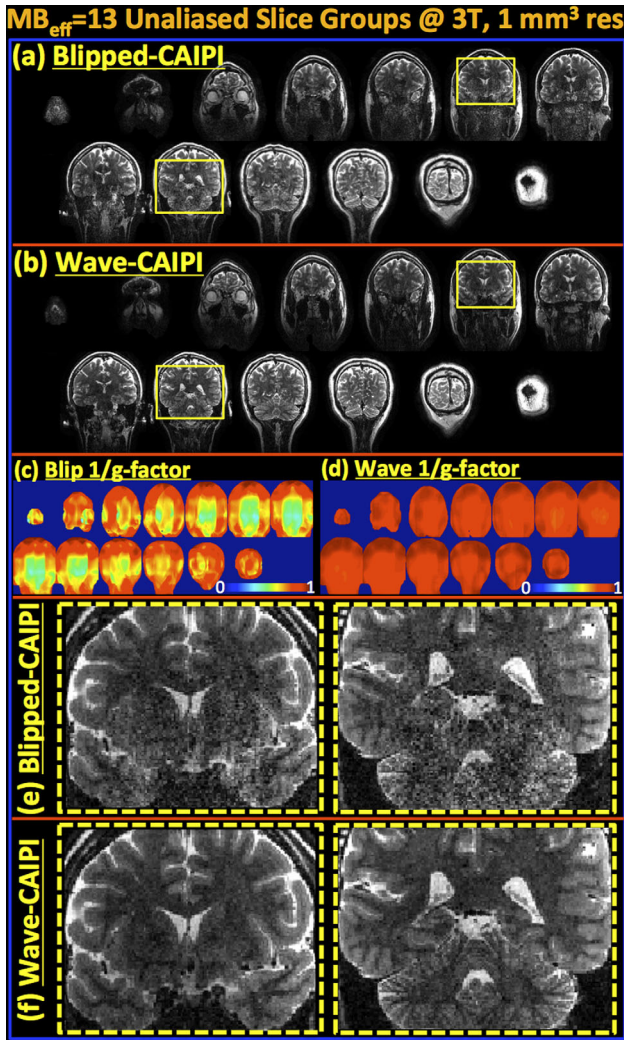 MBeff=13 Unaliased Slice Groups @ 3T, 1 mm³ res
(a) Blipped-CAIPI
(b) Wave-CAIPI
(c) Blip 1/g-factor
(d) Wave 1/g-factor
0 1
0 1
(e) Blipped-CAIPI
(f) Wave-CAIPI